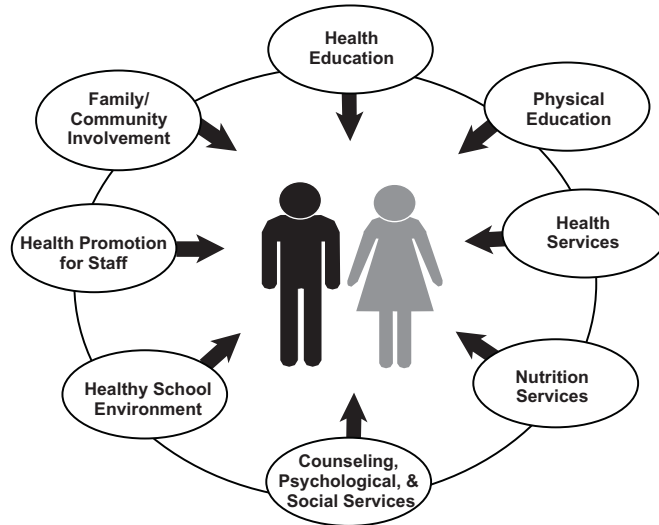 Health
Education
Physical
Education
Health
Services
Nutrition
Services
Counseling,
Psychological, &
Social Services
Healthy School
Environment
Health Promotion
for Staff
Family/
Community
Involvement